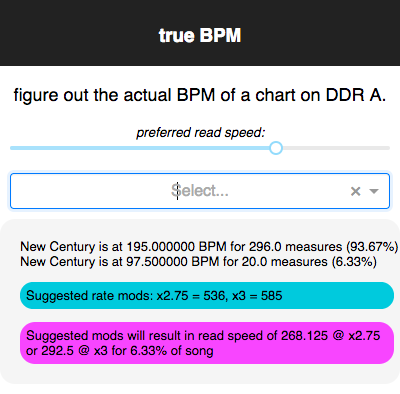 true BPM
figure out the actual BPM of a chart on DDR A.
preferred read speed:
Select...
New Century is at 195.000000 BPM for 296.0 measures (93.67%)
New Century is at 97.500000 BPM for 20.0 measures (6.33%)
Suggested rate mods: x2.75 = 536, x3 = 585
Suggested mods will result in read speed of 268.125 @ x2.75
or 292.5 @ x3 for 6.33% of song